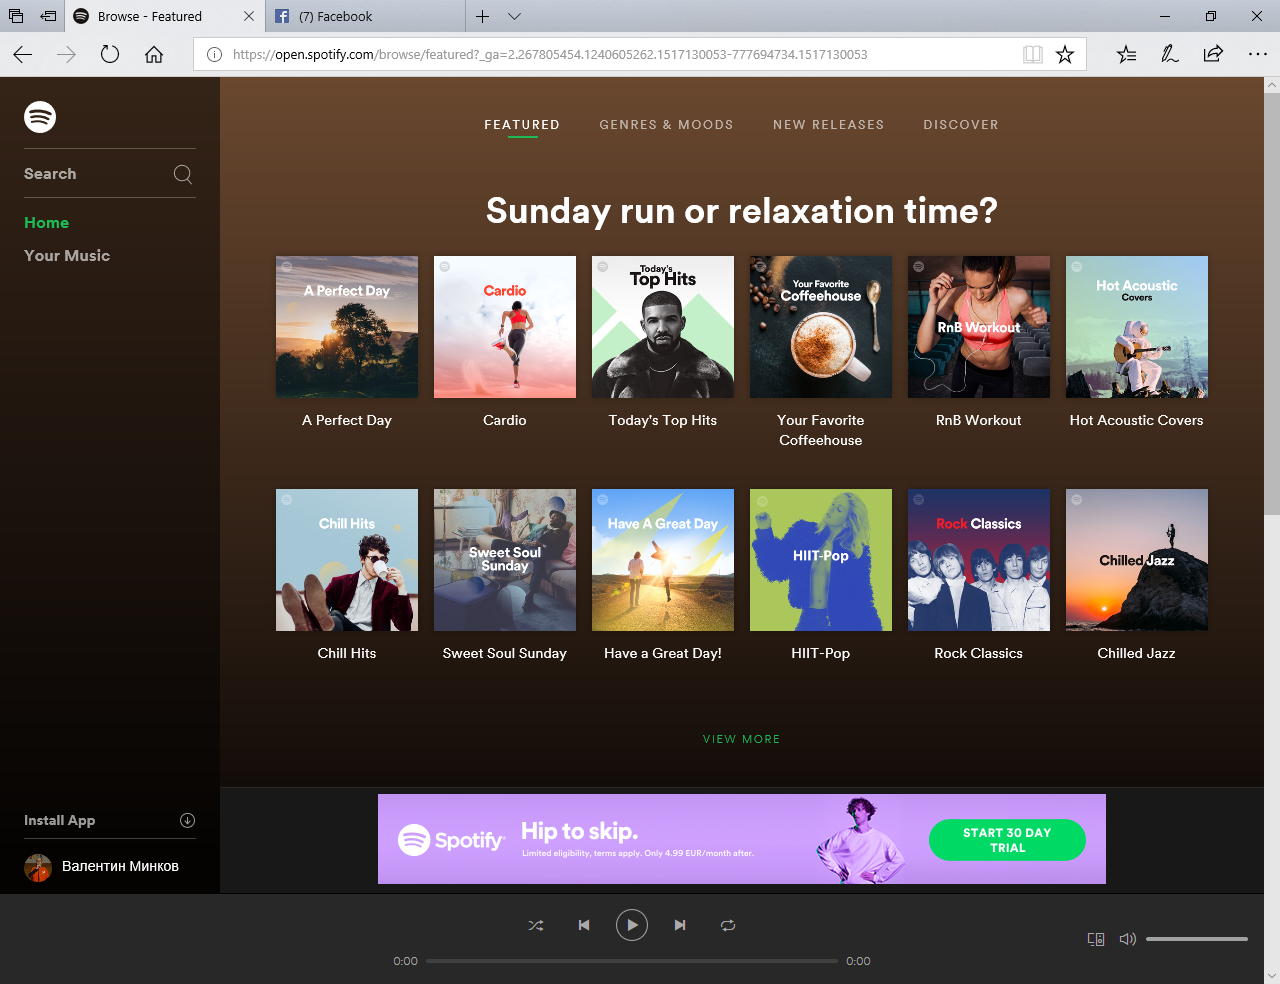 Browse - Featured
(7) Facebook
https://open.spotify.com/browse/featured?_ga=2.267805454.1240605262.1517130053-777694734.1517130053
FEATURED
GENRES & MOODS
NEW RELEASES
DISCOVER
Search
Home
Your Music
Sunday run or relaxation time?
A Perfect Day
Cardio
Today's
Top Hits
Your Favorite
Coffeehouse
RnB Workout
Hot Acoustic
Covers
A Perfect Day
Cardio
Today's Top Hits
Your Favorite
Coffeehouse
RnB Workout
Hot Acoustic Covers
Chill Hits
Sweet Soul
Sunday
Have A Great Day
HIIT-Pop
Rock Classics
Chilled Jazz
Chill Hits
Sweet Soul Sunday
Have a Great Day!
HIIT-Pop
Rock Classics
Chilled Jazz
VIEW MORE
Install App
Валентин Минков
Spotify®
Hip to skip.
Limited eligibility, terms apply. Only 4.99 EUR/month after.
START 30 DAY
TRIAL
0:00
0:00